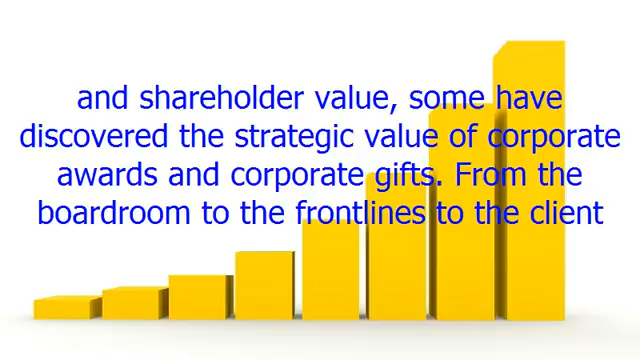 and shareholder value, some have
discovered the strategic value of corporate
awards and corporate gifts. From the
boardroom to the frontlines to the client